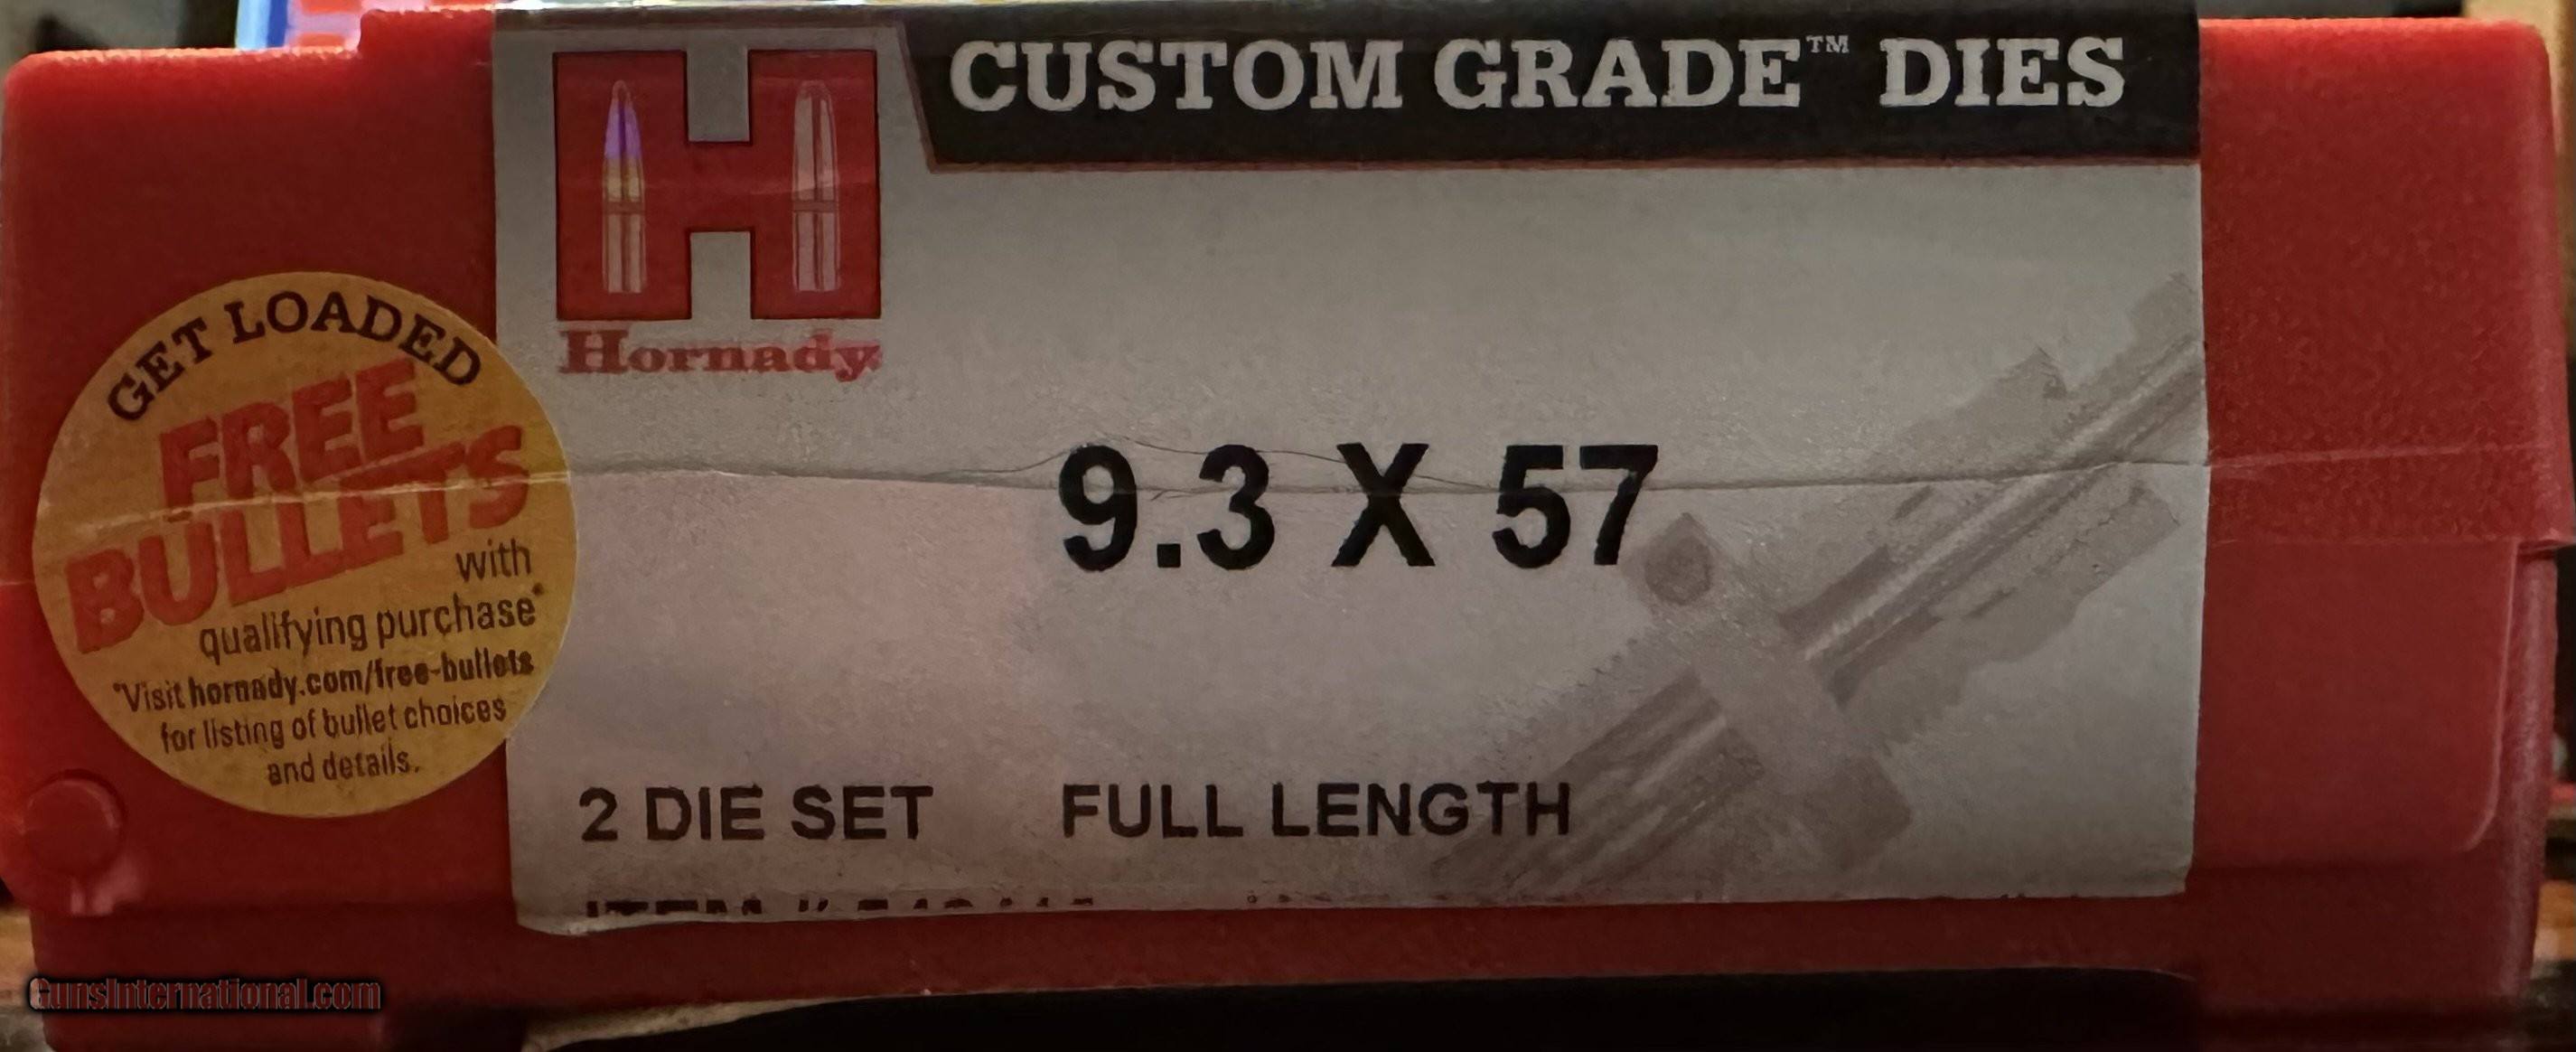 CUSTOM GRADE™ DIES
H
Hornady
GET LOADED
FREE
BULLETS
with
qualifying purchase*
*Visit hornady.com/free-bullets
for listing of bullet choices
and details.
9.3 X 57
2 DIE SET FULL LENGTH
ITEM #
GunsInternational.com